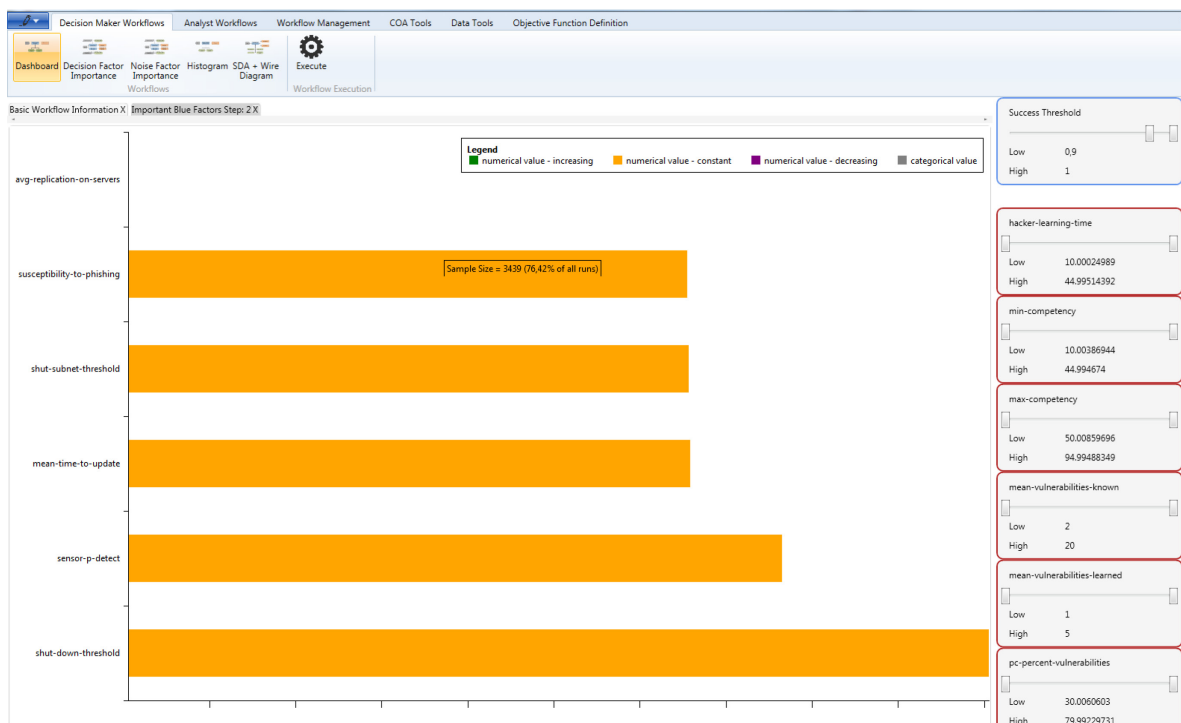 Decision Maker Workflows Analyst Workflows Workflow Management COA Tools Data Tools Objective Function Definition
Dashboard Decision Factor Importance Noise Factor Importance Histogram SDA + Wire Diagram Execute
Workflows Workflow Execution
Basic Workflow Information X Important Blue Factors Step: 2 X
Legend
numerical value - increasing numerical value - constant numerical value - decreasing categorical value
avg-replication-on-servers
susceptibility-to-phishing
Sample Size = 3439 (76,42% of all runs)
shut-subnet-threshold
mean-time-to-update
sensor-p-detect
shut-down-threshold
Success Threshold
Low 0,9
High 1
hacker-learning-time
Low 10.00024989
High 44.99514392
min-competency
Low 10.00386944
High 44.994674
max-competency
Low 50.00859696
High 94.99488349
mean-vulnerabilities-known
Low 2
High 20
mean-vulnerabilities-learned
Low 1
High 5
pc-percent-vulnerabilities
Low 30.0060603
High 79.99229731